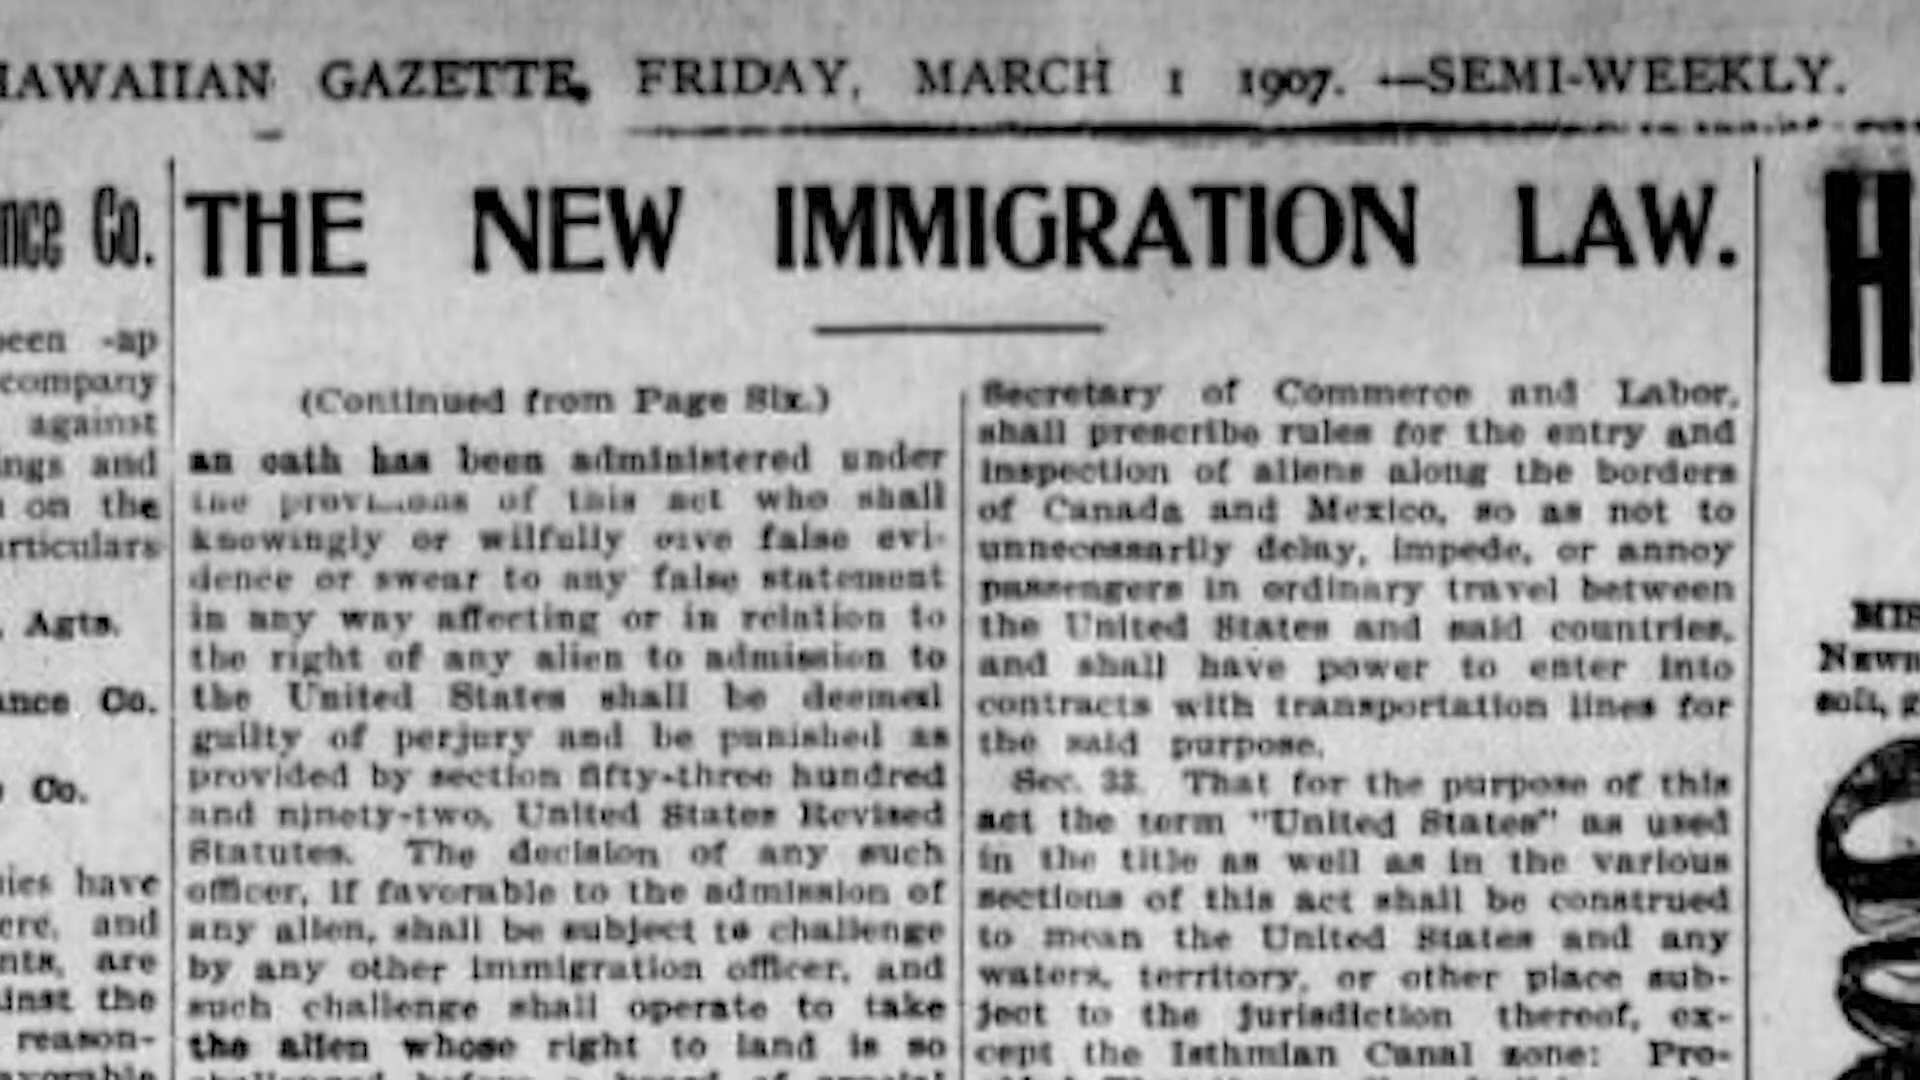 HAWAIIAN GAZETTE, FRIDAY, MARCH 1 1907. —SEMI-WEEKLY.
nce Co.
been -ap
company
against
ings and
on the
articulars
, Agts.
ance Co.
Co.
nies have
ere, and
nts, are
inst the
reason-
avorable
THE NEW IMMIGRATION LAW.
(Continued from Page Six.)
an oath has been administered under
the provisions of this act who shall
knowingly or wilfully give false evi-
dence or swear to any false statement
in any way affecting or in relation to
the right of any alien to admission to
the United States shall be deemed
guilty of perjury and be punished as
provided by section fifty-three hundred
and ninety-two, United States Revised
Statutes. The decision of any such
officer, if favorable to the admission of
any alien, shall be subject to challenge
by any other immigration officer, and
such challenge shall operate to take
the alien whose right to land is so
Secretary of Commerce and Labor,
shall prescribe rules for the entry and
inspection of aliens along the borders
of Canada and Mexico, so as not to
unnecessarily delay, impede, or annoy
passengers in ordinary travel between
the United States and said countries,
and shall have power to enter into
contracts with transportation lines for
the said purpose.
Sec. 33. That for the purpose of this
act the term "United States" as used
in the title as well as in the various
sections of this act shall be construed
to mean the United States and any
waters, territory, or other place sub-
ject to the jurisdiction thereof, ex-
cept the Isthmian Canal zone: Pro-
H
MIS
Newn
soft, g